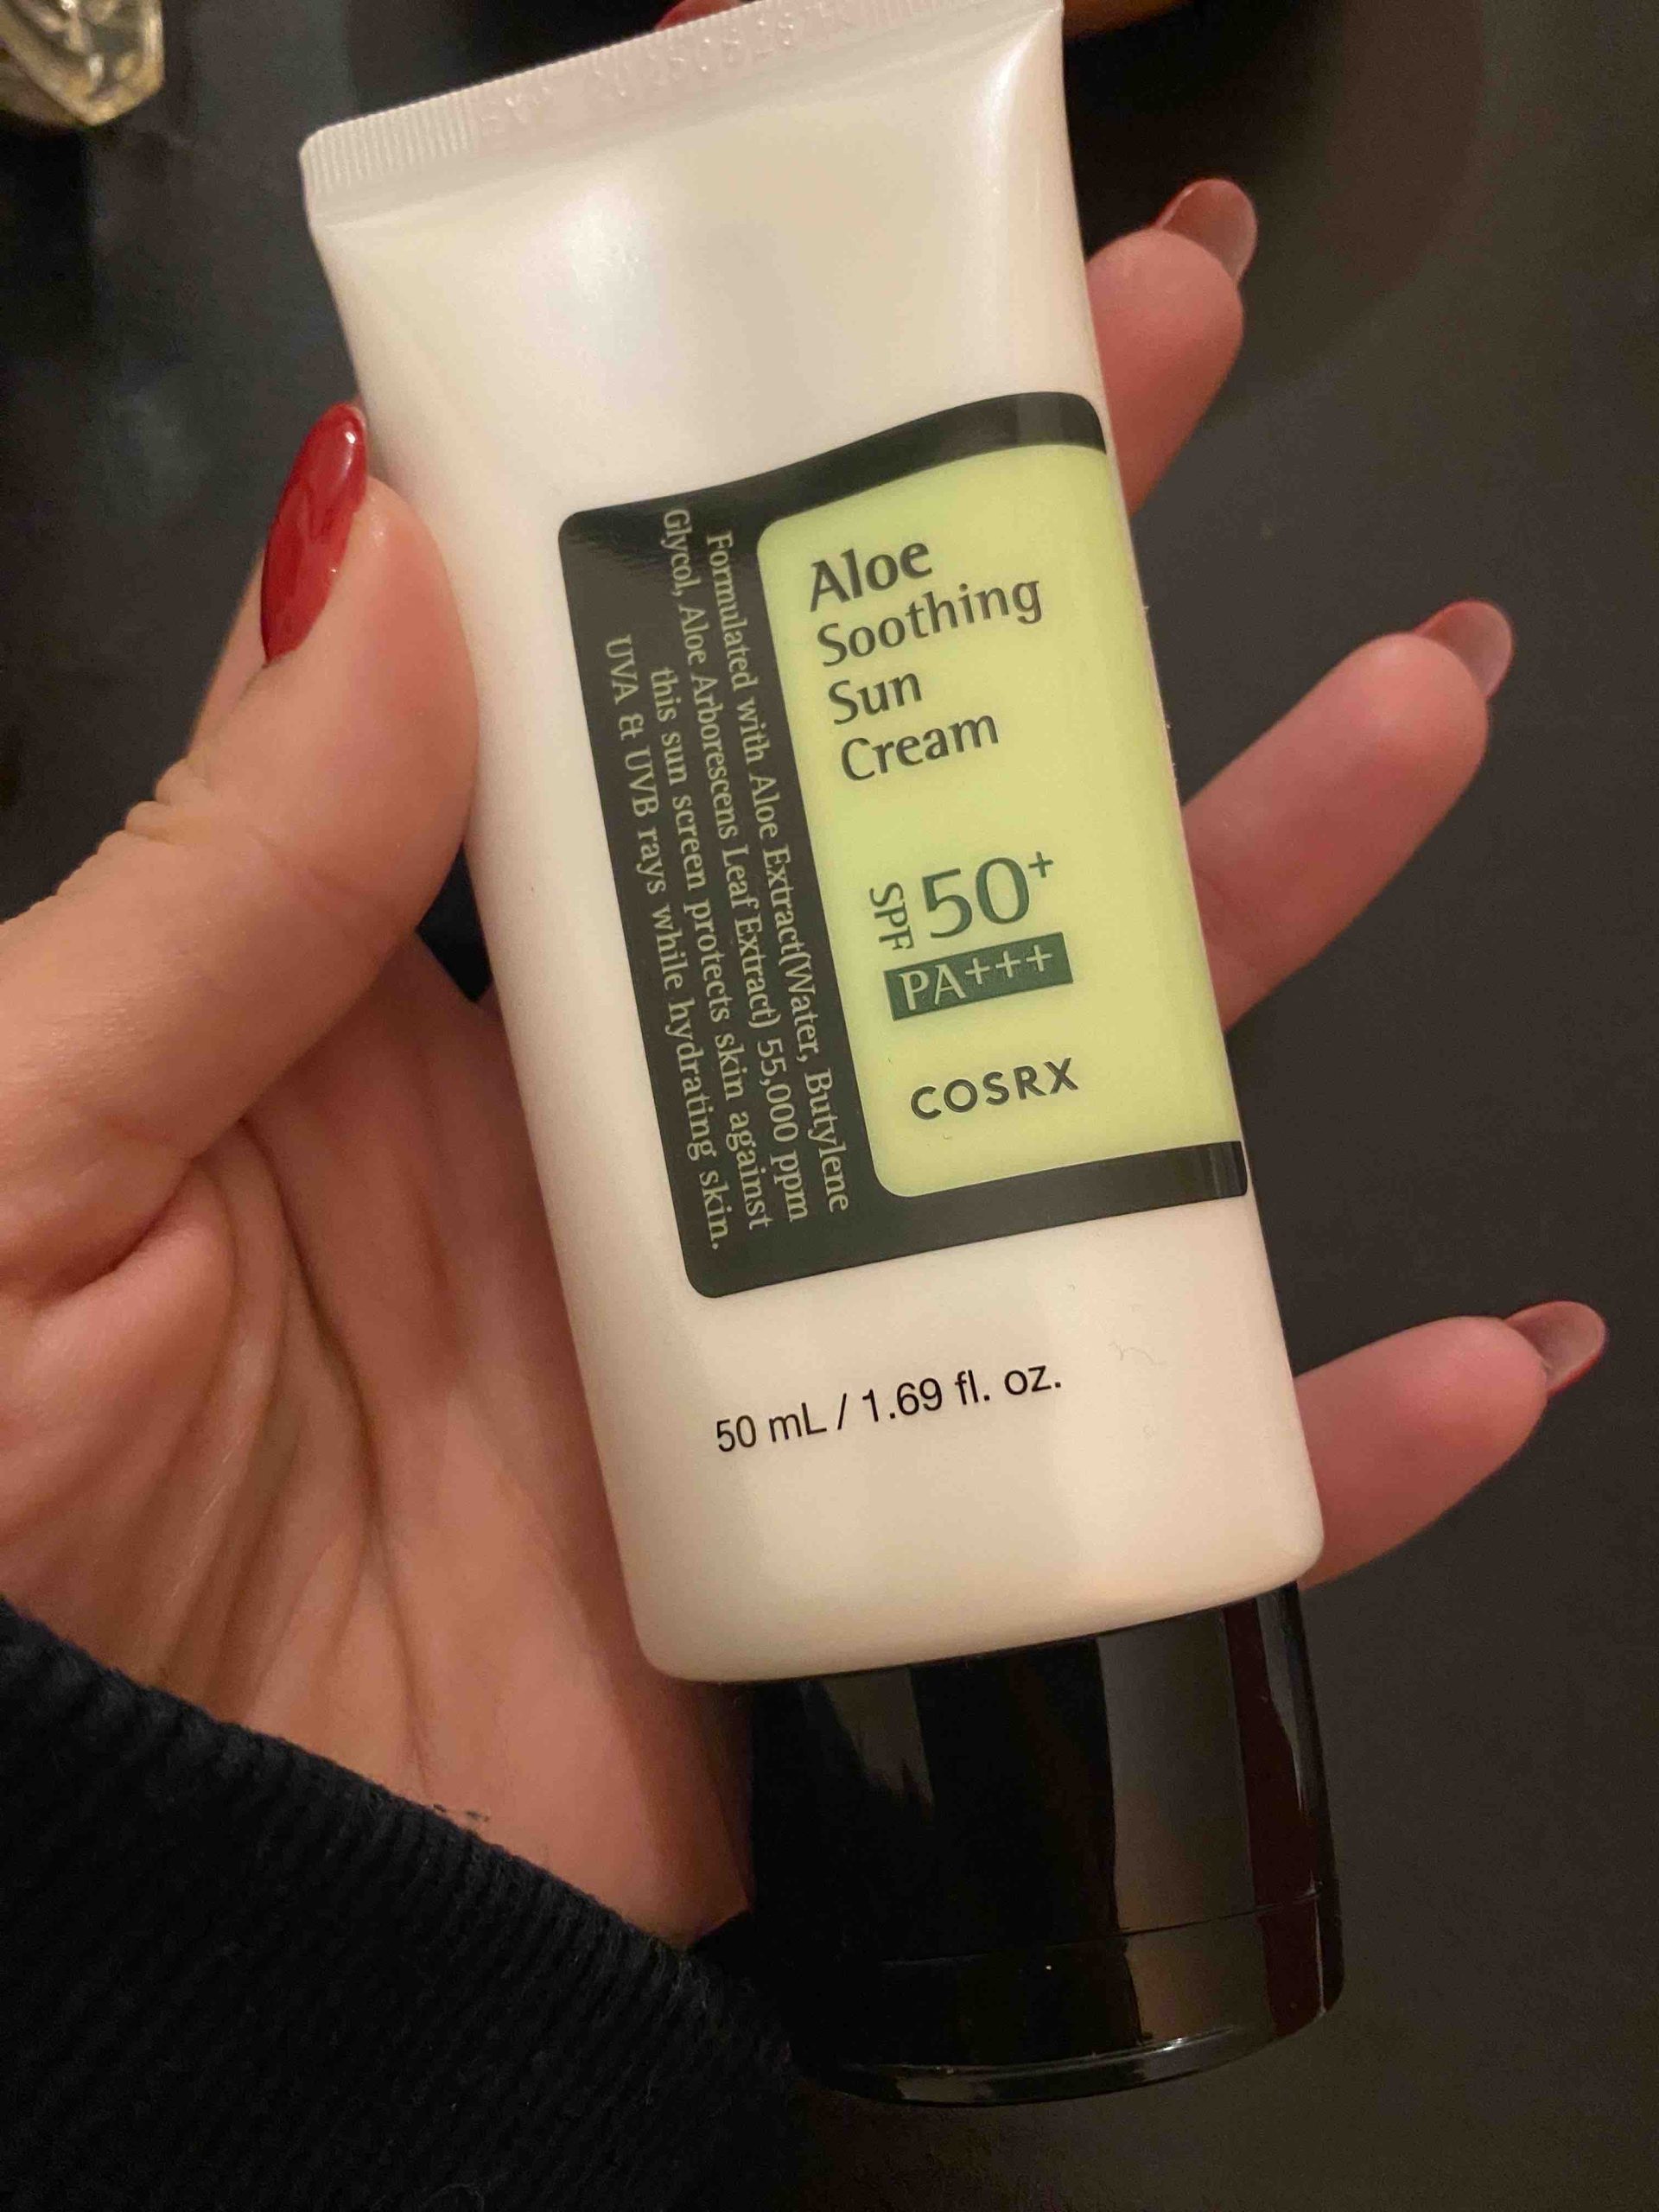 Aloe
Soothing
Sun
Cream
SPF 50+
PA+++
COSRX
Formulated with Aloe Extract(Water, Butylene
Glycol, Aloe Arborescens Leaf Extract) 55,000 ppm
this sun screen protects skin against
UVA & UVB rays while hydrating skin.
50 mL / 1.69 fl. oz.